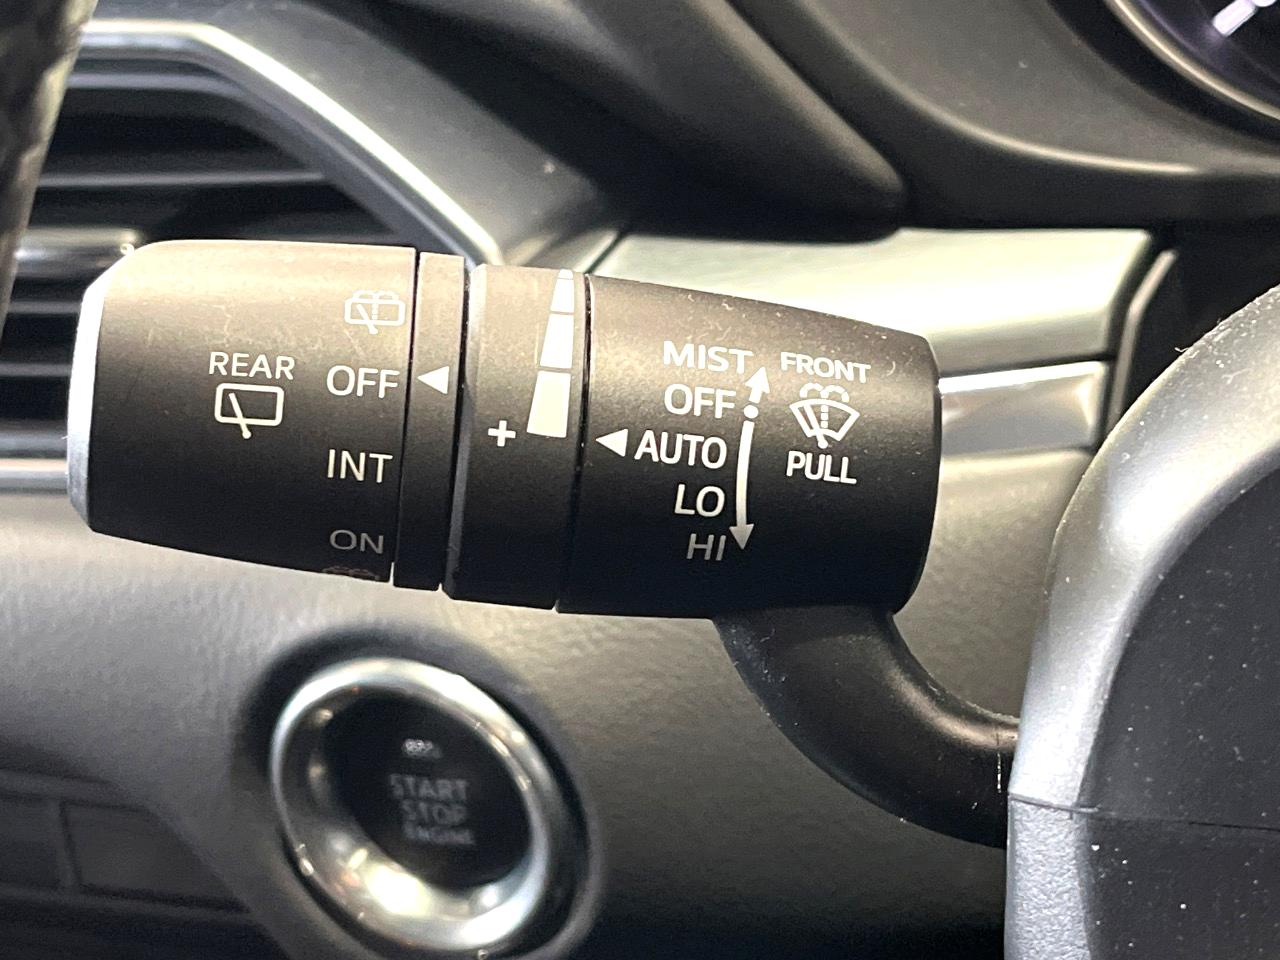 REAR
OFF
INT
ON
+
MIST
OFF
AUTO
LO
HI
FRONT
PULL
START
STOP
ENGINE